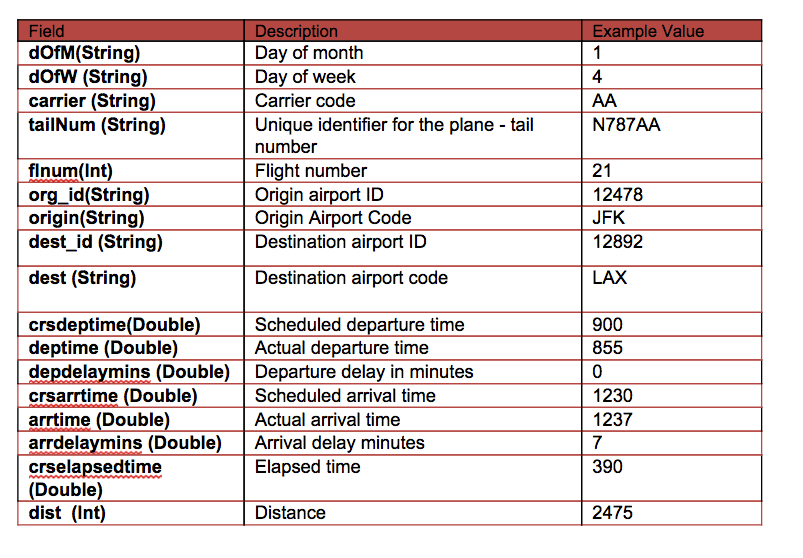 Field Description Example Value
dOfM(String) Day of month 1
dOfW (String) Day of week 4
carrier (String) Carrier code AA
tailNum (String) Unique identifier for the plane - tail N787AA
number
flnum(Int) Flight number 21
org_id(String) Origin airport ID 12478
origin(String) Origin Airport Code JFK
dest_id (String) Destination airport ID 12892
dest (String) Destination airport code LAX
crsdeptime(Double) Scheduled departure time 900
deptime (Double) Actual departure time 855
depdelaymins (Double) Departure delay in minutes 0
crsarrtime (Double) Scheduled arrival time 1230
arrtime (Double) Actual arrival time 1237
arrdelaymins (Double) Arrival delay minutes 7
crselapsedtime Elapsed time 390
(Double)
dist (Int) Distance 2475